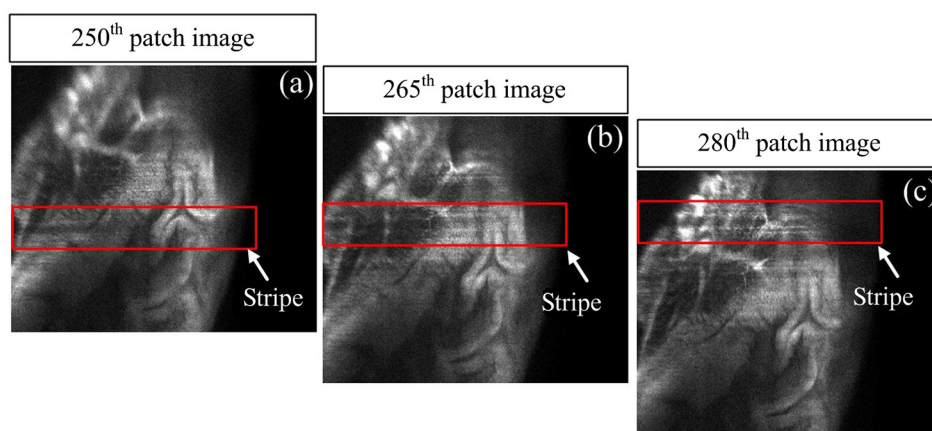 250th patch image
(a)
Stripe
265th patch image
(b)
Stripe
280th patch image
(c)
Stripe